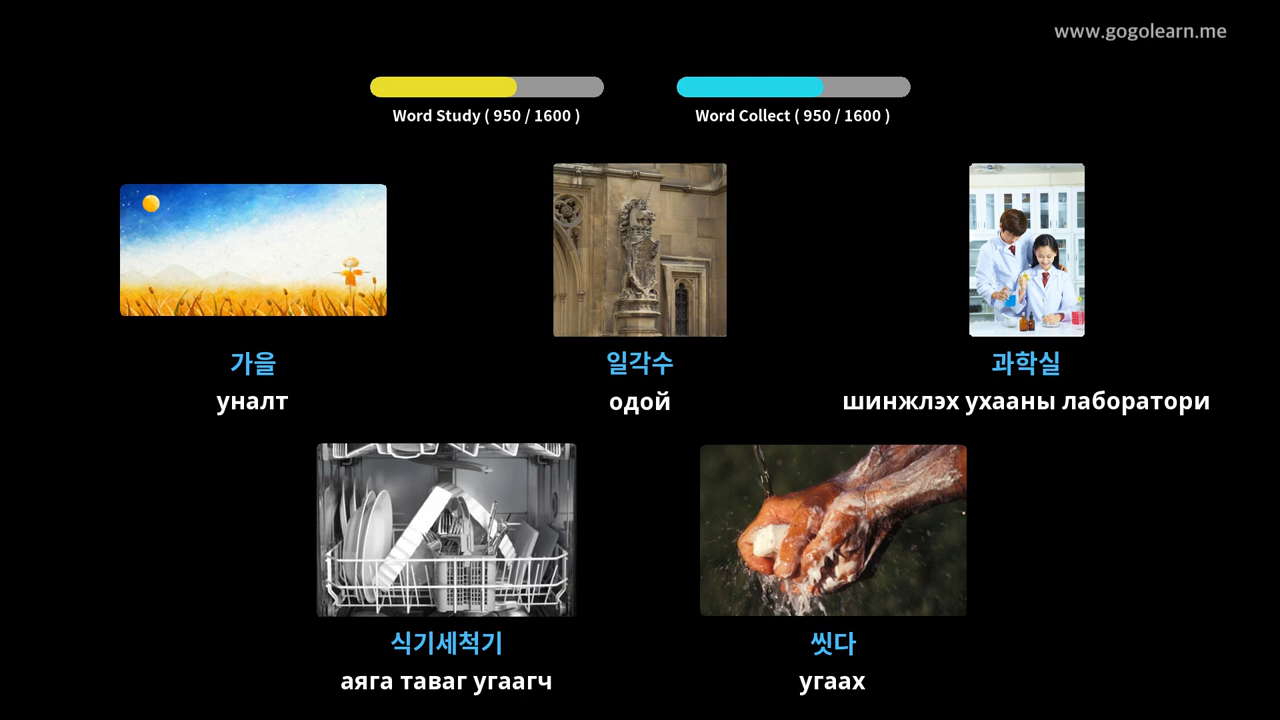 www.gogolearn.me
Word Study ( 950 / 1600 )
Word Collect ( 950 / 1600 )
가을
уналт
일각수
одой
과학실
шинжлэх ухааны лаборатори
식기세척기
аяга таваг угаагч
씻다
угаах